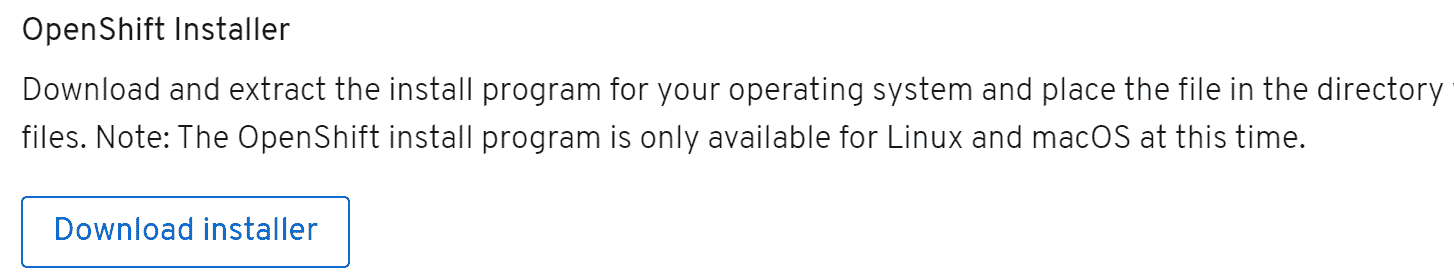 OpenShift Installer
Download and extract the install program for your operating system and place the file in the directory
files. Note: The OpenShift install program is only available for Linux and macOS at this time.
Download installer